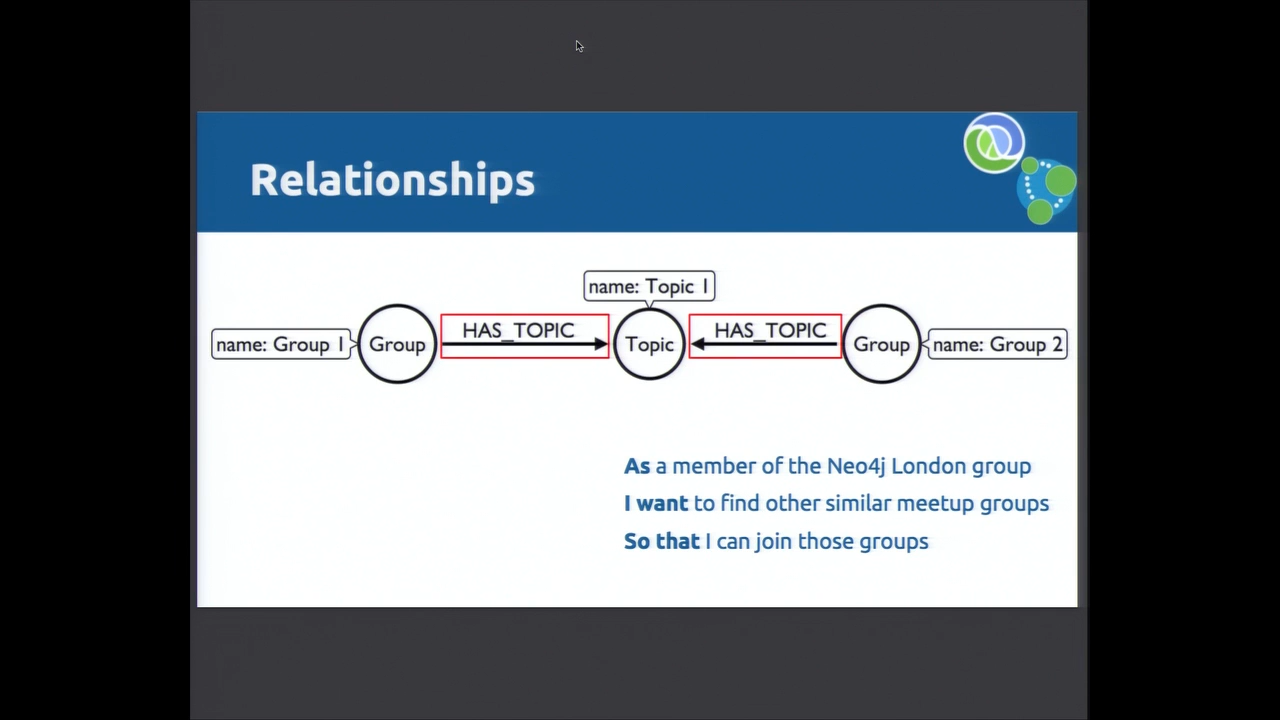 Relationships
name: Topic 1
name: Group 1
Group
HAS_TOPIC
Topic
HAS_TOPIC
Group
name: Group 2
As a member of the Neo4j London group
I want to find other similar meetup groups
So that I can join those groups